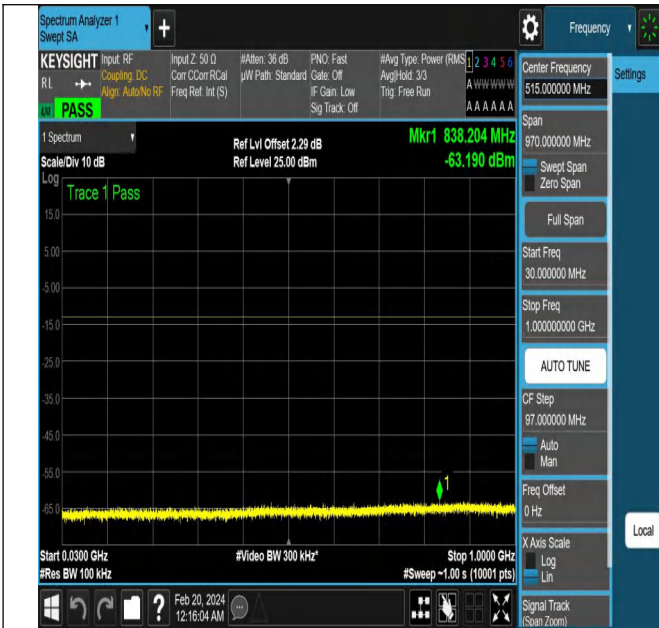 Spectrum Analyzer 1
Swept SA
+
Frequency
KEYSIGHT
RL
PASS
Input: RF
Coupling: DC
Align: Auto/No RF
Input Z: 50 Ω
Corr CCorr RCal
Freq Ref: Int (S)
#Atten: 36 dB
µW Path: Standard
PNO: Fast
Gate: Off
IF Gain: Low
Sig Track: Off
#Avg Type: Power (RMS
Avg|Hold: 3/3
Trig: Free Run
1 2 3 4 5 6
A W W W W W
A A A A A A
1 Spectrum
Scale/Div 10 dB
Log
Ref Lvl Offset 2.29 dB
Ref Level 25.00 dBm
Mkr1 838.204 MHz
-63.190 dBm
Trace 1 Pass
15.0
5.00
-5.00
-15.0
-25.0
-35.0
-45.0
-55.0
-65.0
1
Start 0.0300 GHz
#Res BW 100 kHz
#Video BW 300 kHz*
Stop 1.0000 GHz
#Sweep ~1.00 s (10001 pts)
Feb 20, 2024
12:16:04 AM
?
Center Frequency
515.000000 MHz
Span
970.000000 MHz
Swept Span
Zero Span
Full Span
Start Freq
30.000000 MHz
Stop Freq
1.000000000 GHz
AUTO TUNE
CF Step
97.000000 MHz
Auto
Man
Freq Offset
0 Hz
X Axis Scale
Log
Lin
Signal Track
(Span Zoom)
Settings
Local